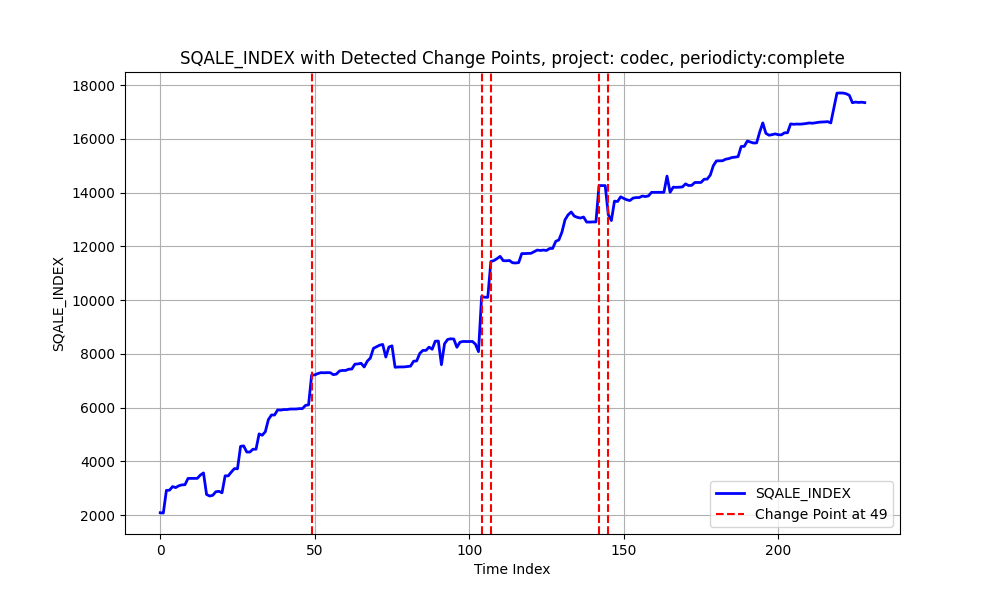 SQALE_INDEX with Detected Change Points, project: codec, periodicty:complete
SQALE_INDEX
18000
16000
14000
12000
10000
8000
6000
4000
2000
0
50
100
150
200
Time Index
SQALE_INDEX
Change Point at 49